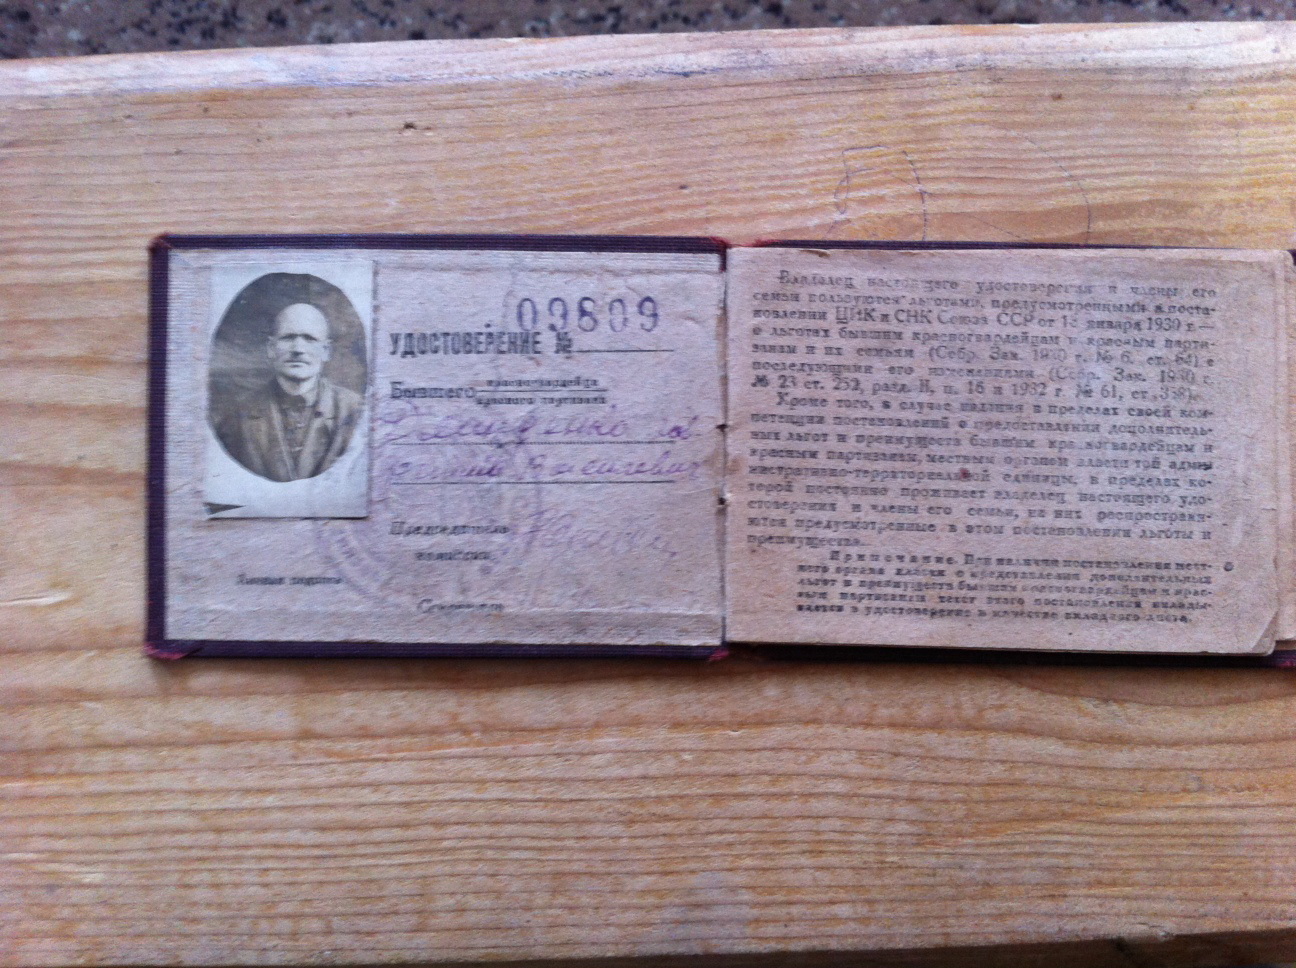 09809
УДОСТОВЕРЕНИЕ №
Бывшего красногвардейца
красного партизана
Васильевич
Председатель
комиссии
Личная подпись
Секретарь
Владелец настоящего удостоверения и члены его
семьи пользуются льготами, предусмотренными в поста-
новлении ЦИК и СНК Союза ССР от 13 января 1930 г.—
о льготах бывшим красногвардейцам и красным парти-
занам и их семьям (Собр. Зак. 1930 г. № 6, ст. 64) с
последующими его изменениями (Собр. Зак. 1930 г.
№ 23 ст. 252, разд. II, п. 16 и 1932 г. № 61, ст. 358).
Кроме того, в случае издания в пределах своей ком-
петенции постановлений о предоставлении дополнитель-
ных льгот и преимуществ бывшим красногвардейцам и
красным партизанам, местным органом власти той адми-
нистративно-территориальной единицы, в пределах ко-
торой постоянно проживает владелец настоящего удо-
стоверения и члены его семьи, на них распространя-
ются предусмотренные в этом постановлении льготы и
преимущества.
Примечание. При наличии постановления мест-
ного органа власти о предоставлении дополнительных
льгот и преимуществ бывшим красногвардейцам и крас-
ным партизанам текст этого постановления вклады-
вается в удостоверение в качестве вкладного листа.